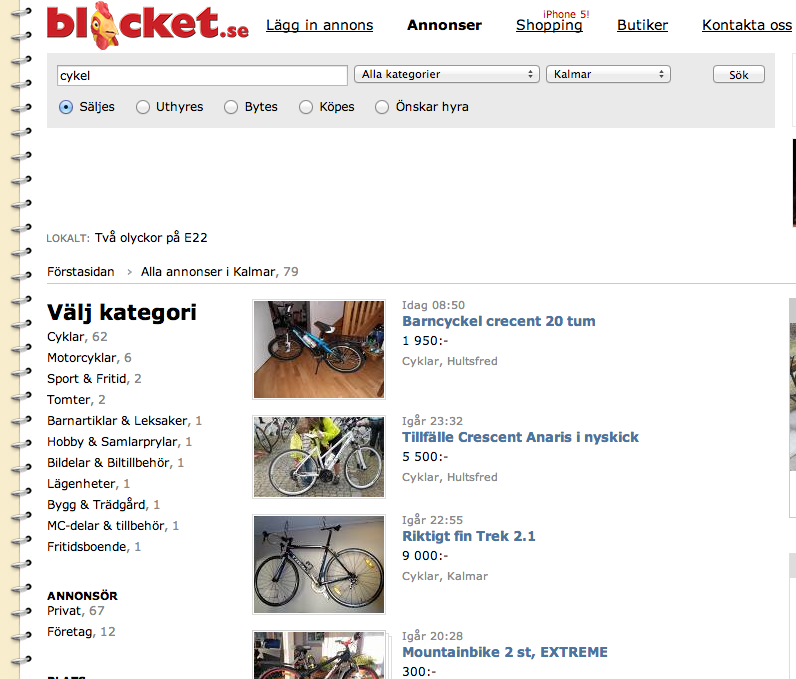 blocket.se
Lägg in annons
Annonser
iPhone 5!
Shopping
Butiker
Kontakta oss
cykel
Alla kategorier
Kalmar
Sök
Säljes
Uthyres
Bytes
Köpes
Önskar hyra
LOKALT: Två olyckor på E22
Förstasidan › Alla annonser i Kalmar, 79
Välj kategori
Cyklar, 62
Motorcyklar, 6
Sport & Fritid, 2
Tomter, 2
Barnartiklar & Leksaker, 1
Hobby & Samlarprylar, 1
Bildelar & Biltillbehör, 1
Lägenheter, 1
Bygg & Trädgård, 1
MC-delar & tillbehör, 1
Fritidsboende, 1
ANNONSÖR
Privat, 67
Företag, 12
Idag 08:50
Barncyckel crecent 20 tum
1 950:-
Cyklar, Hultsfred
Igår 23:32
Tillfälle Crescent Anaris i nyskick
5 500:-
Cyklar, Hultsfred
Igår 22:55
Riktigt fin Trek 2.1
9 000:-
Cyklar, Kalmar
Igår 20:28
Mountainbike 2 st, EXTREME
300:-